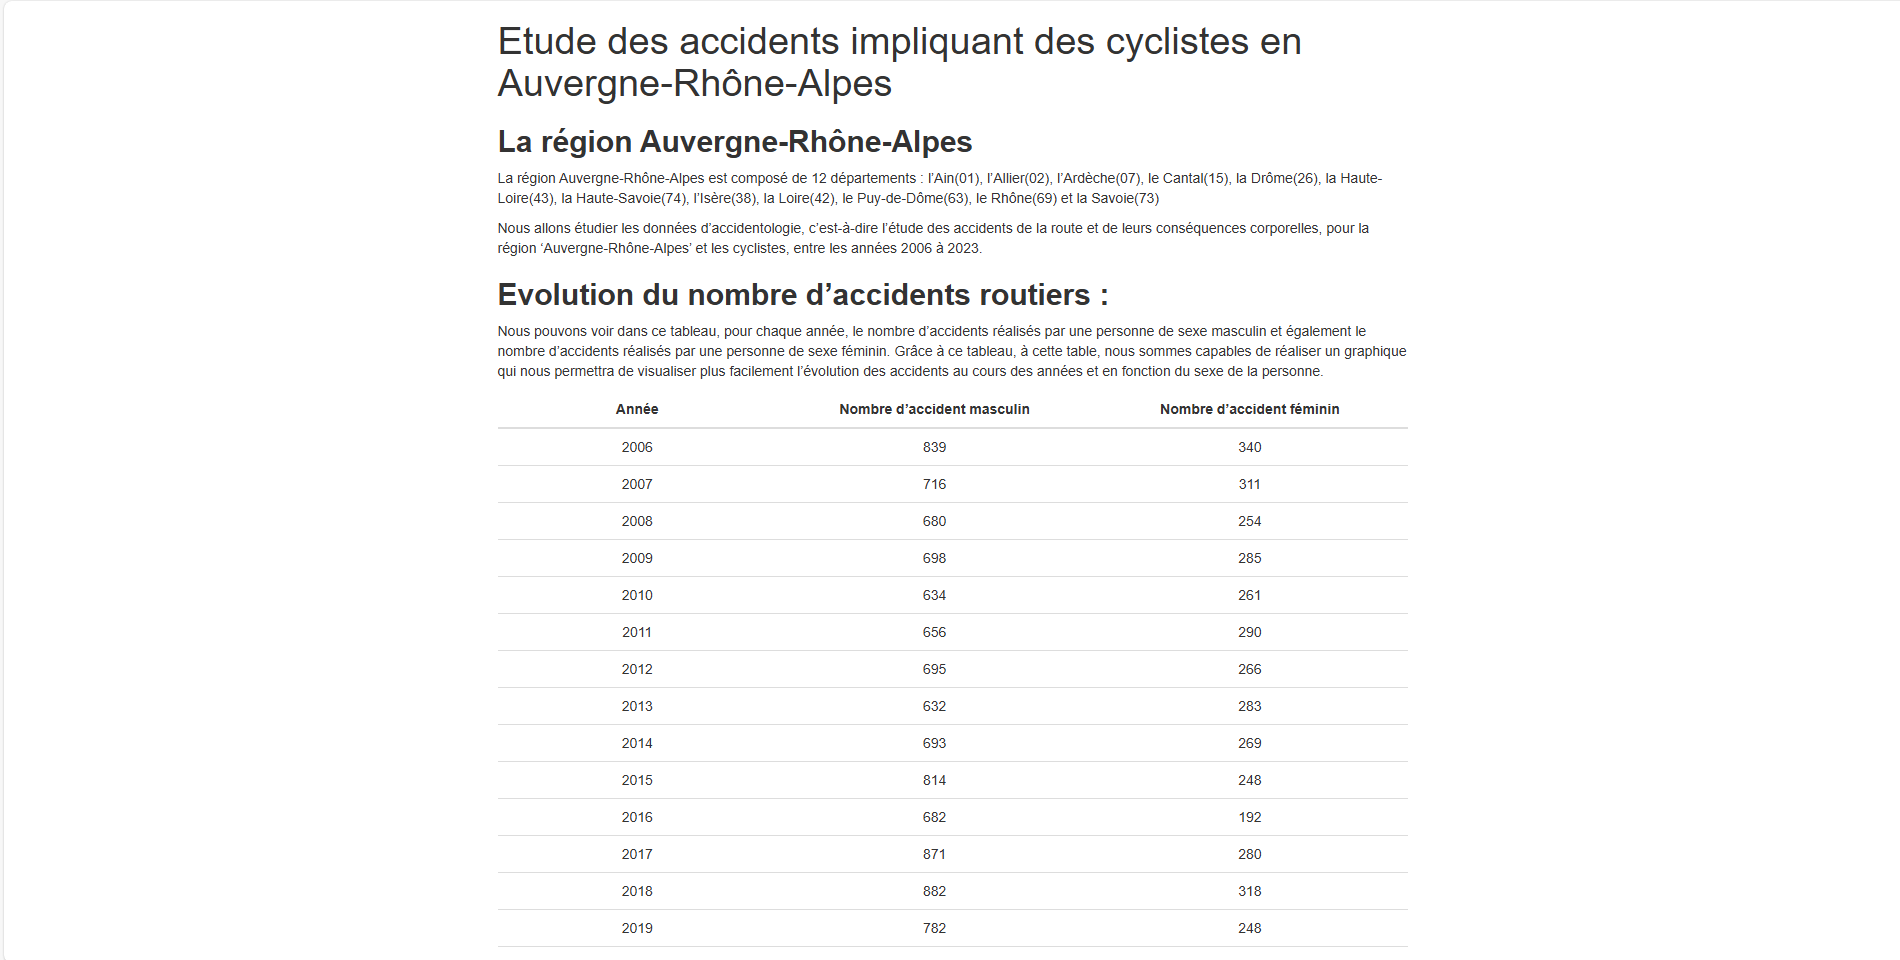 Etude des accidents impliquant des cyclistes en
Auvergne-Rhône-Alpes
La région Auvergne-Rhône-Alpes
La région Auvergne-Rhône-Alpes est composé de 12 départements : l’Ain(01), l’Allier(02), l’Ardèche(07), le Cantal(15), la Drôme(26), la Haute-
Loire(43), la Haute-Savoie(74), l’Isère(38), la Loire(42), le Puy-de-Dôme(63), le Rhône(69) et la Savoie(73)
Nous allons étudier les données d’accidentologie, c’est-à-dire l’étude des accidents de la route et de leurs conséquences corporelles, pour la
région ‘Auvergne-Rhône-Alpes’ et les cyclistes, entre les années 2006 à 2023.
Evolution du nombre d’accidents routiers :
Nous pouvons voir dans ce tableau, pour chaque année, le nombre d’accidents réalisés par une personne de sexe masculin et également le
nombre d’accidents réalisés par une personne de sexe féminin. Grâce à ce tableau, à cette table, nous sommes capables de réaliser un graphique
qui nous permettra de visualiser plus facilement l’évolution des accidents au cours des années et en fonction du sexe de la personne.
Année Nombre d’accident masculin Nombre d’accident féminin
2006 839 340
2007 716 311
2008 680 254
2009 698 285
2010 634 261
2011 656 290
2012 695 266
2013 632 283
2014 693 269
2015 814 248
2016 682 192
2017 871 280
2018 882 318
2019 782 248